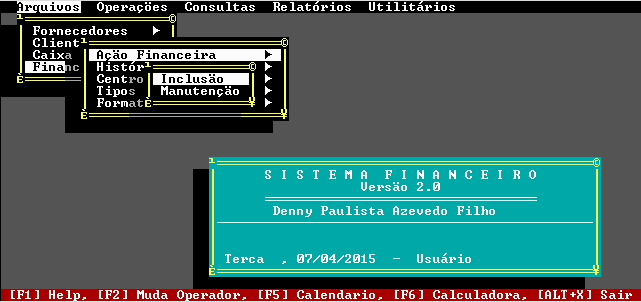 Arquivos Operações Consultas Relatórios Utilitários
Fornecedores
Client
Caixa
Financ
Ação Financeira
Histór
Centro
Tipos
Format
Inclusão
Manutenção
S I S T E M A F I N A N C E I R O
Versão 2.0
Denny Paulista Azevedo Filho
Terca , 07/04/2015 - Usuário
[F1] Help, [F2] Muda Operador, [F5] Calendario, [F6] Calculadora, [ALT+X] Sair